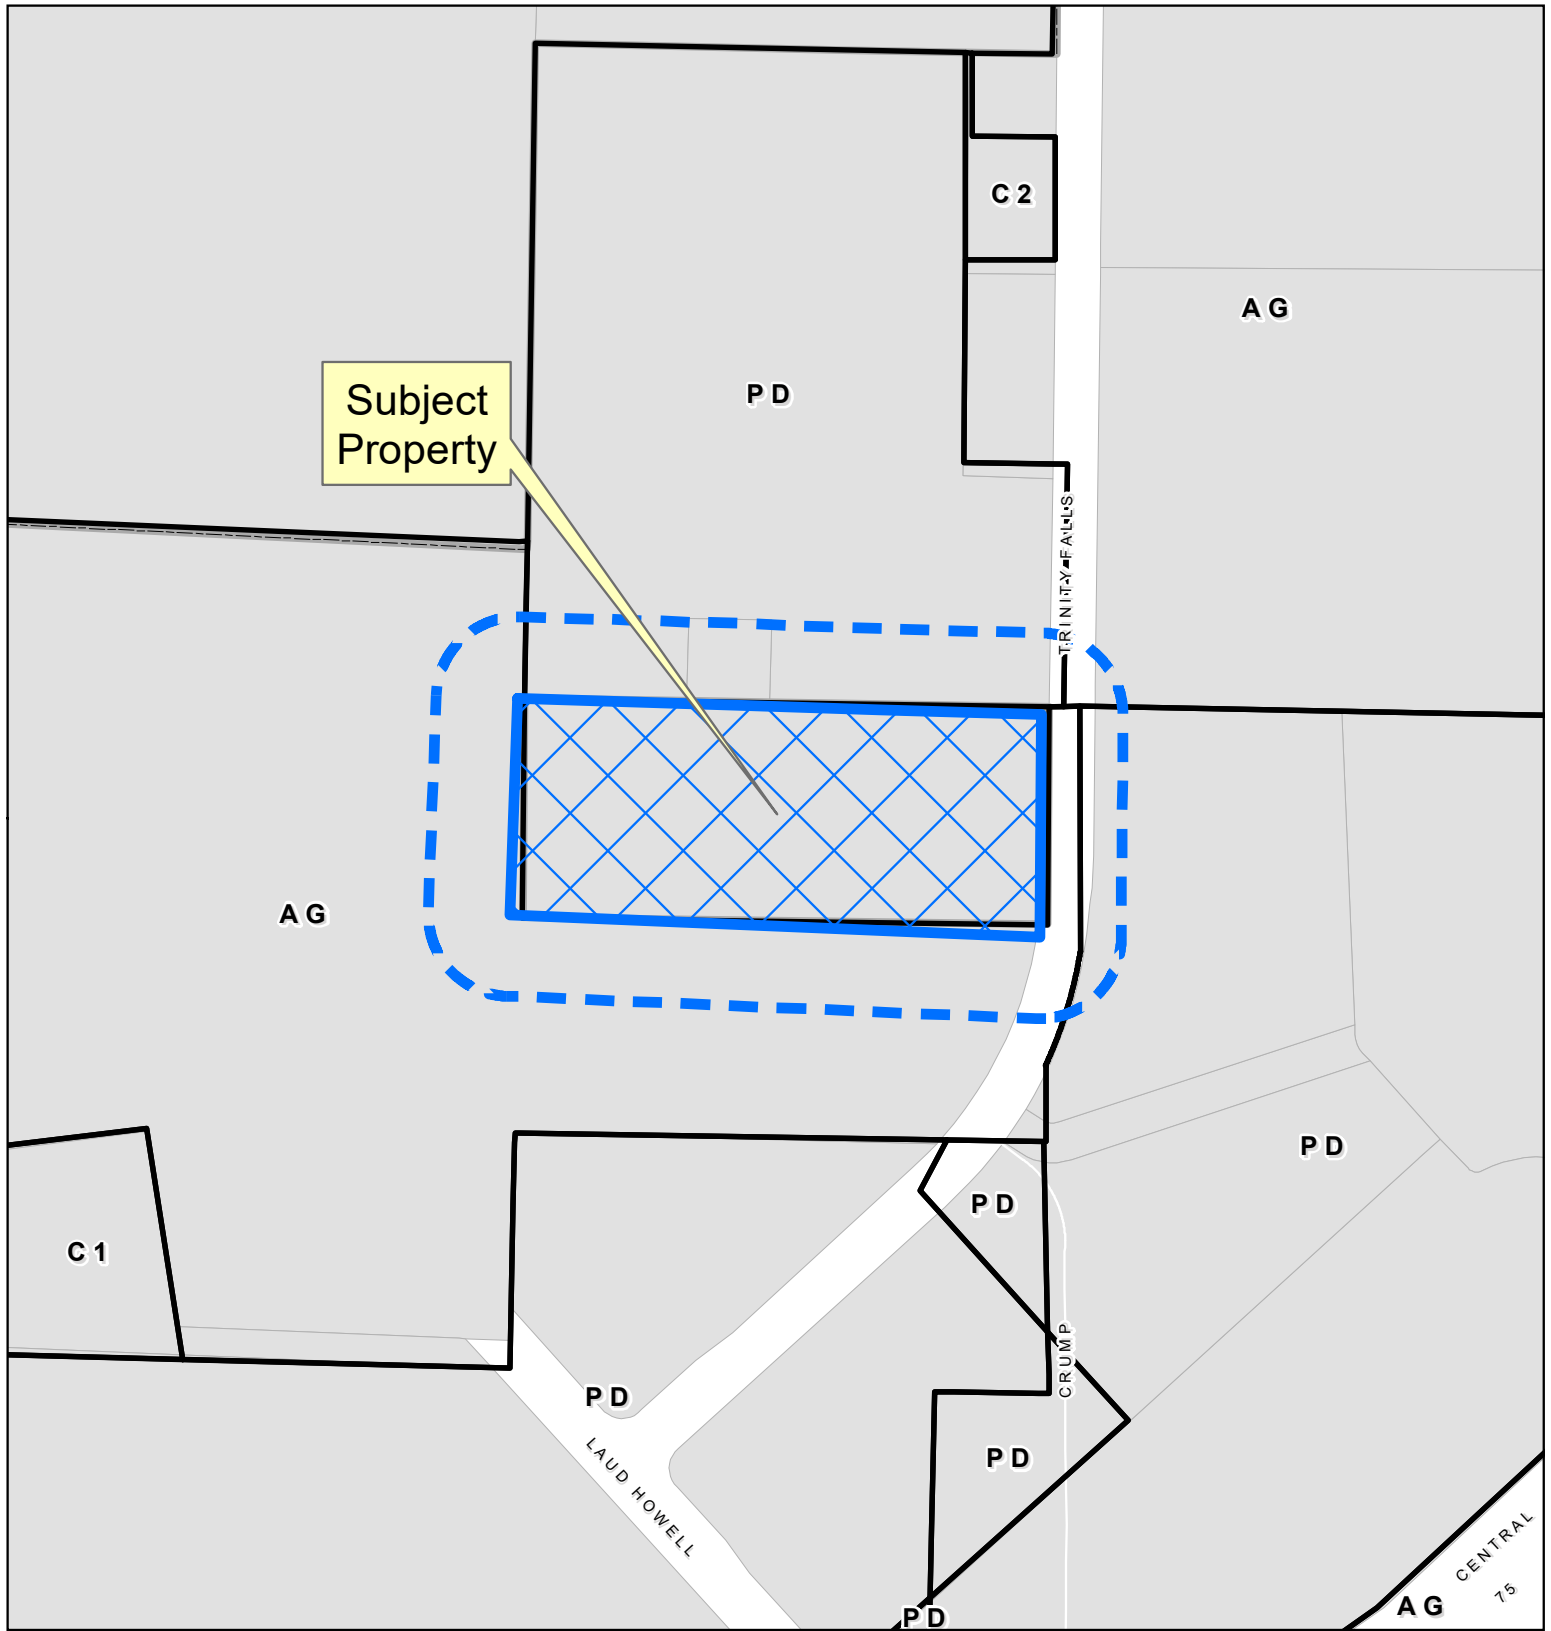 C 2
A G
Subject
Property
P D
TRINITY FALLS
A G
P D
P D
C 1
P D
CRUMP
P D
LAUD HOWELL
CENTRAL
75
A G
P D